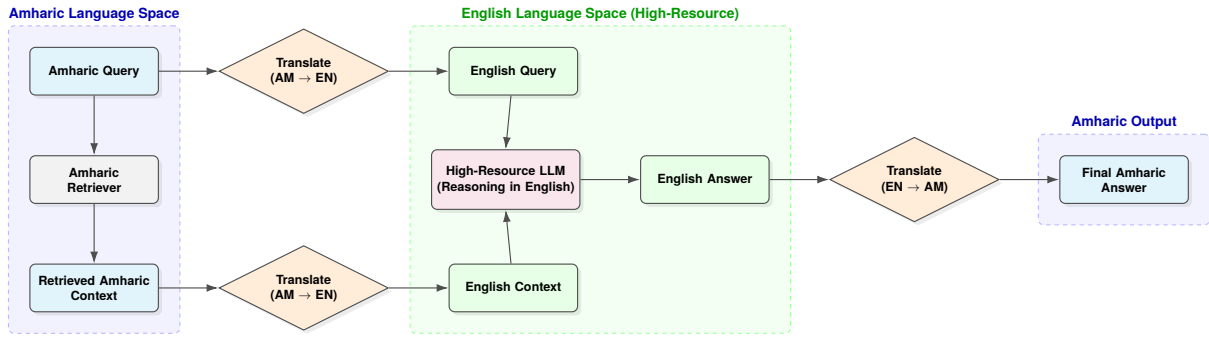 Amharic Language Space
English Language Space (High-Resource)
Amharic Query
Translate
(AM → EN)
English Query
Amharic
Retriever
High-Resource LLM
(Reasoning in English)
English Answer
Translate
(EN → AM)
Amharic Output
Final Amharic
Answer
Retrieved Amharic
Context
Translate
(AM → EN)
English Context